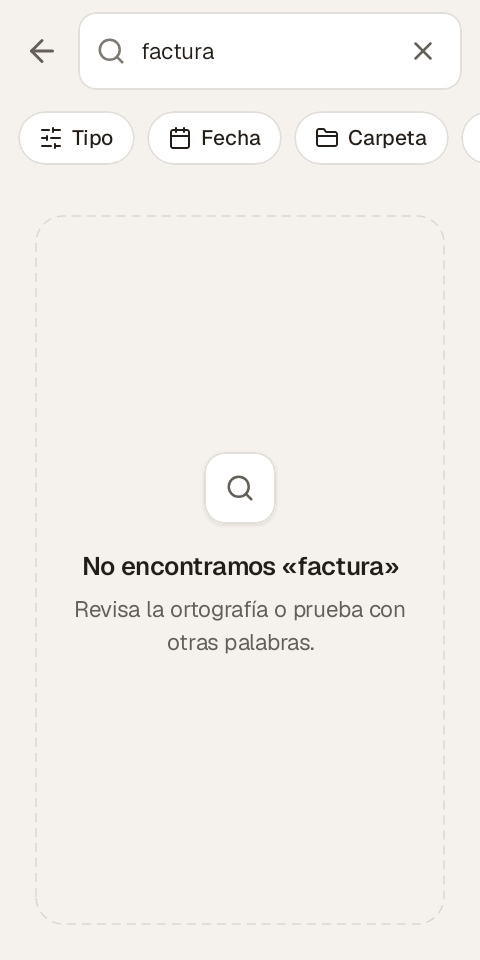 factura
Tipo
Fecha
Carpeta
No encontramos «factura»
Revisa la ortografía o prueba con
otras palabras.